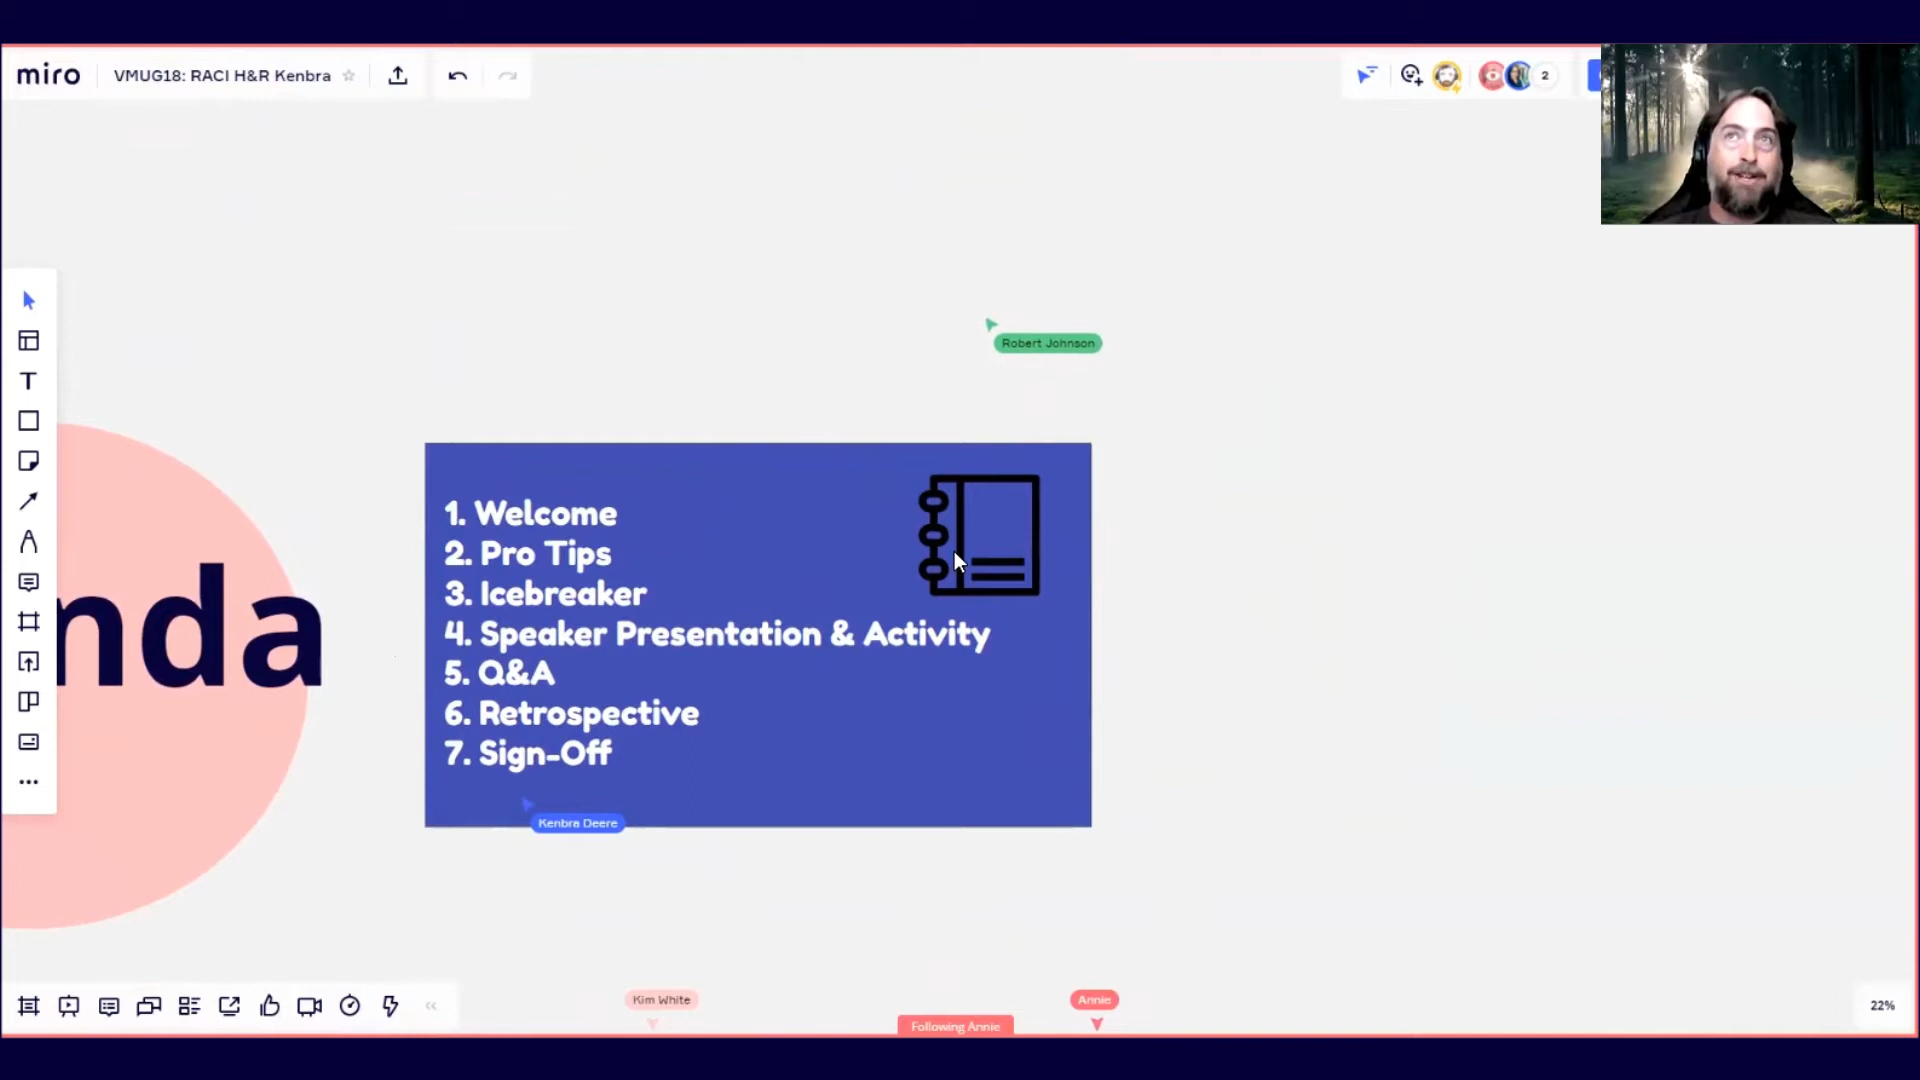 miro
VMUG18: RACI H&R Kenbra
2
Robert Johnson
nda
1. Welcome
2. Pro Tips
3. Icebreaker
4. Speaker Presentation & Activity
5. Q&A
6. Retrospective
7. Sign-Off
Kenbra Deere
Kim White
Annie
Following Annie
22%